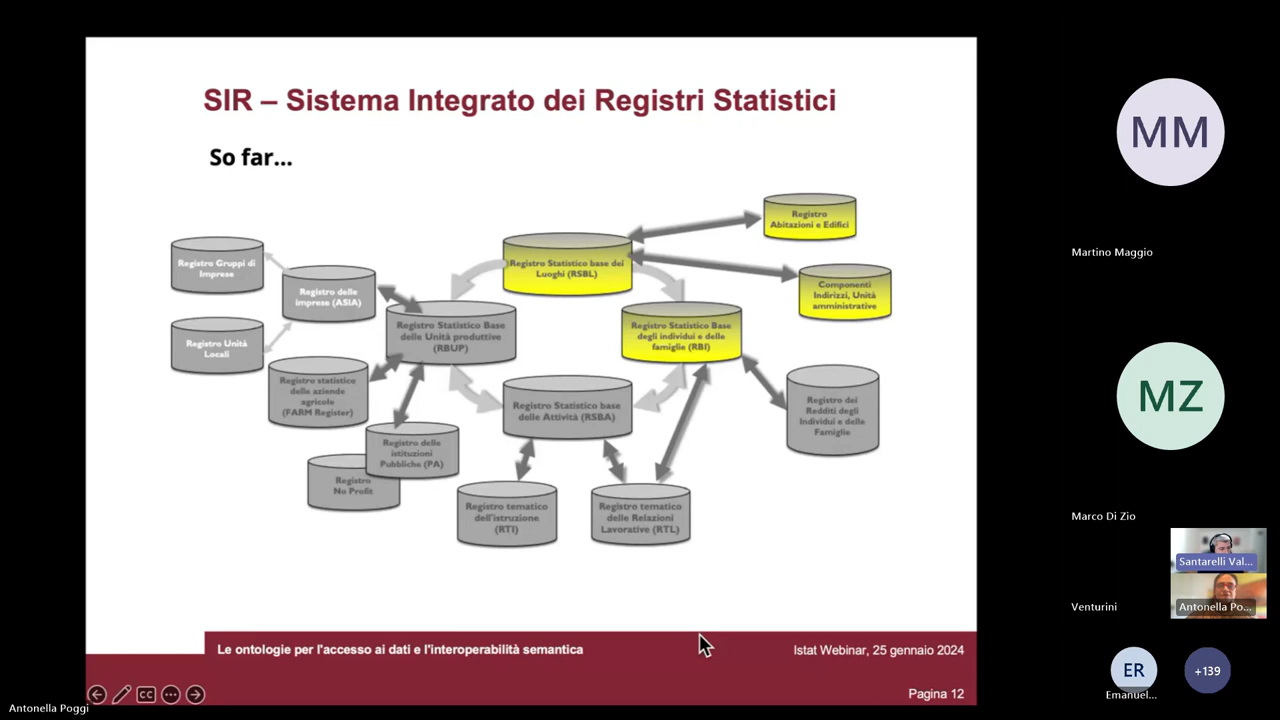 SIR – Sistema Integrato dei Registri Statistici
So far...
Registro
Abitazioni e Edifici
Registro Gruppi di
Imprese
Registro delle
imprese (ASIA)
Registro Statistico base dei
Luoghi (RSBL)
Componenti
Indirizzi, Unità
amministrative
Registro Unità
Locali
Registro Statistico Base
delle Unità produttive
(RBUP)
Registro Statistico Base
degli individui e delle
famiglie (RBI)
Registro statistico
delle aziende
agricole
(FARM Register)
Registro Statistico base
delle Attività (RSBA)
Registro dei
Redditi degli
Individui e delle
Famiglie
Registro delle
istituzioni
Pubbliche (PA)
Registro
No Profit
Registro tematico
dell'istruzione
(RTI)
Registro tematico
delle Relazioni
Lavorative (RTL)
Le ontologie per l'accesso ai dati e l'interoperabilità semantica
Istat Webinar, 25 gennaio 2024
Pagina 12
CC
Antonella Poggi
MM
Martino Maggio
MZ
Marco Di Zio
Santarelli Val...
Venturini
Antonella Po...
ER
+139
Emanuel...